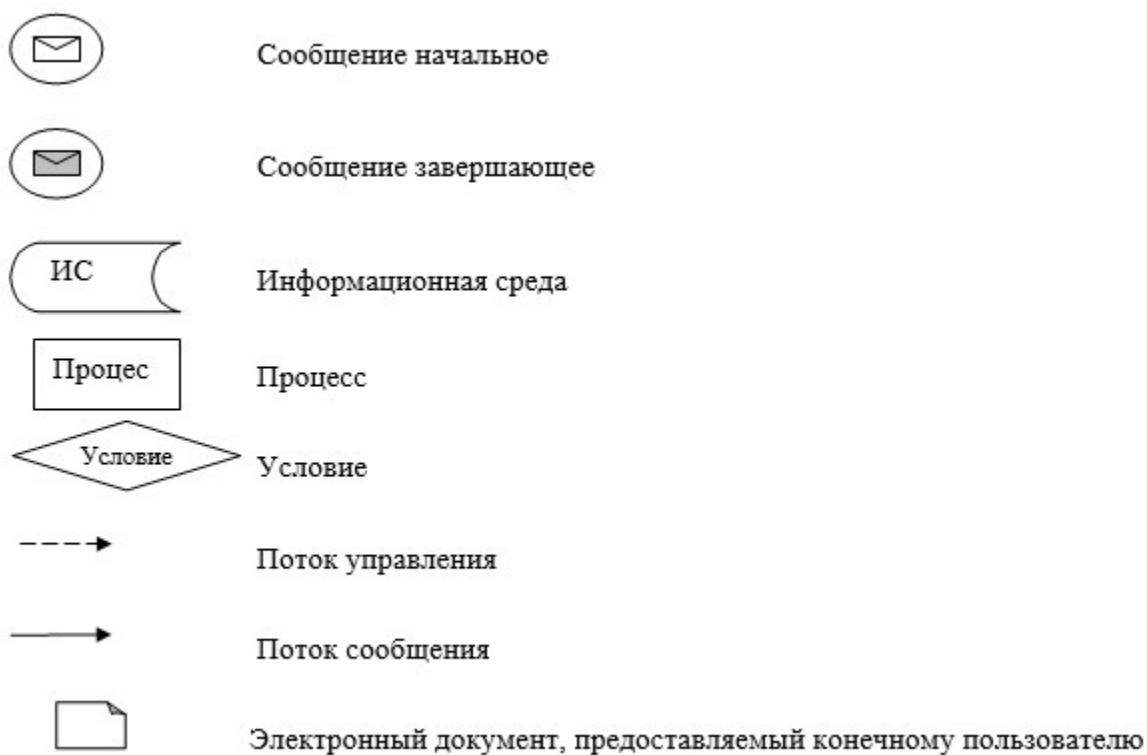 Сообщение начальное
Сообщение завершающее
ИС
Информационная среда
Процес
Процесс
Условие
Условие
Поток управления
Поток сообщения
Электронный документ, предоставляемый конечному пользователю